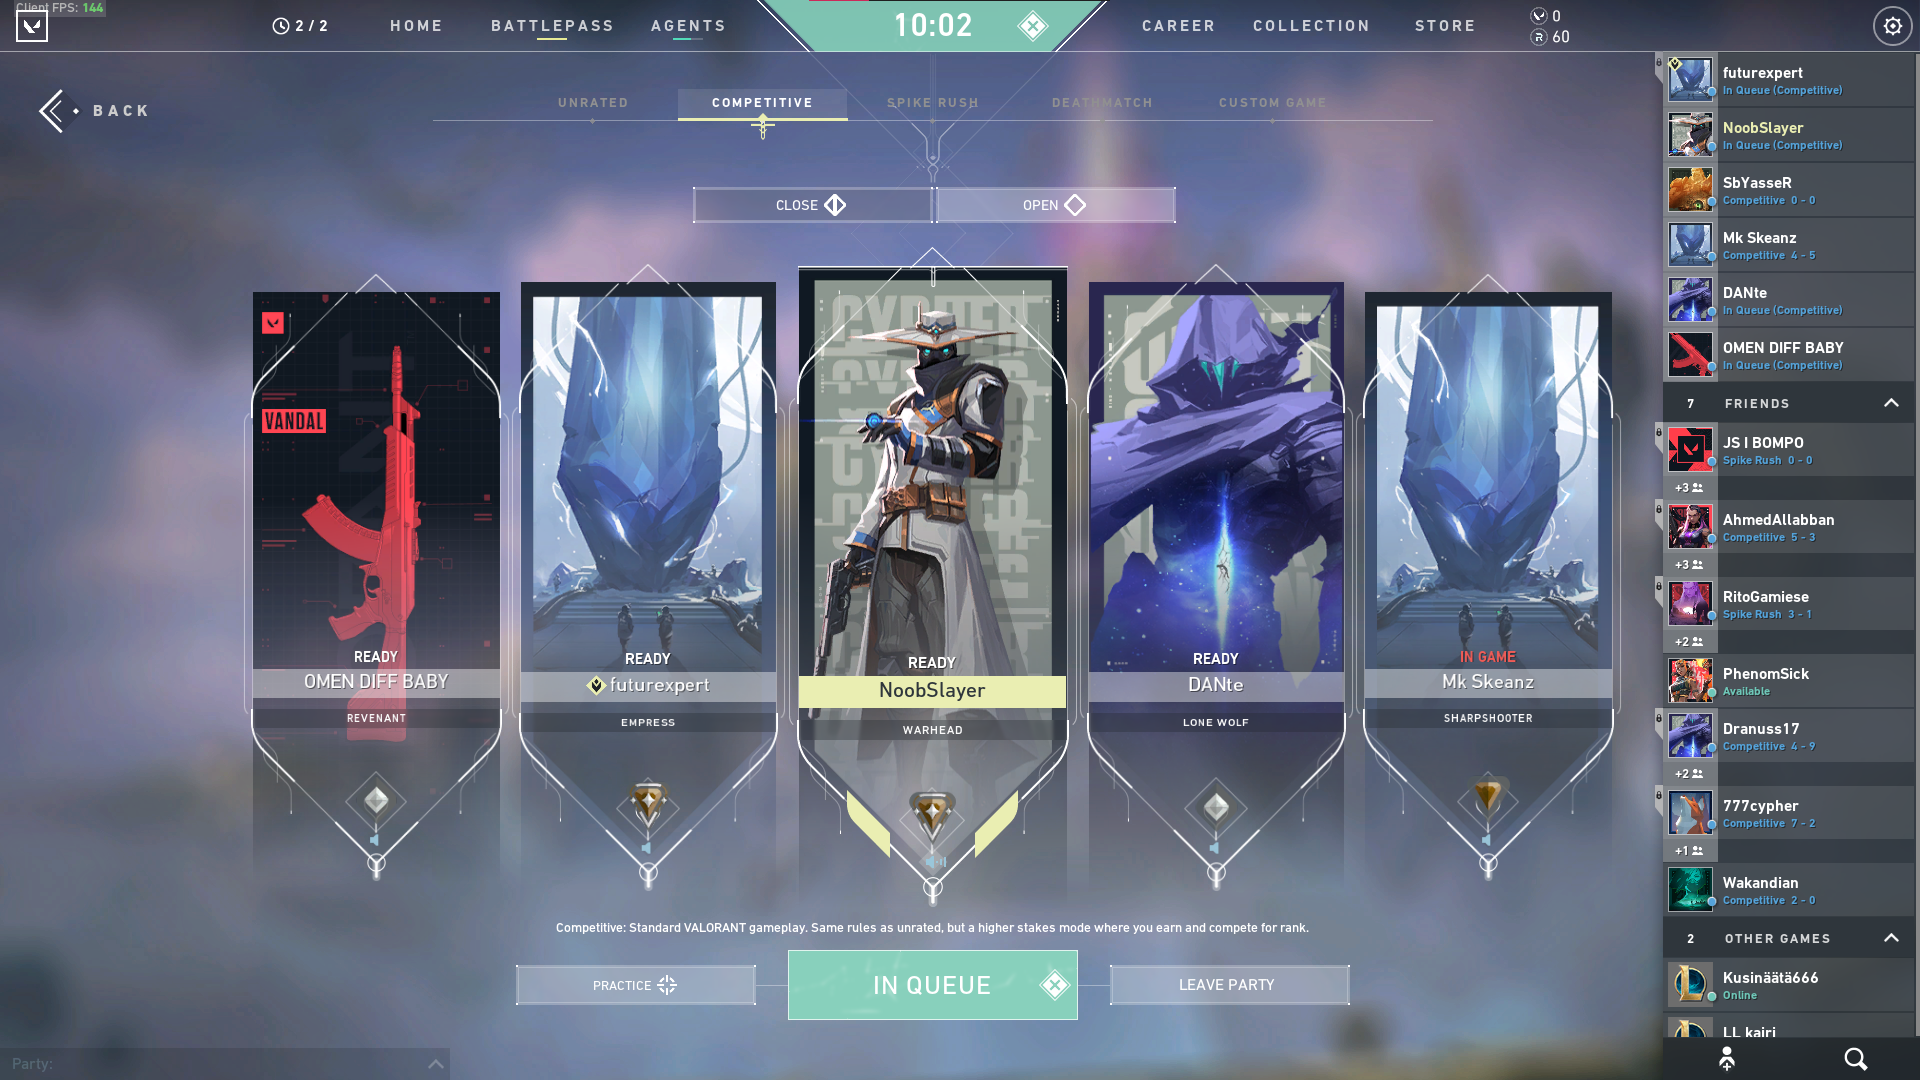 Client FPS: 144
2 / 2
HOME
BATTLEPASS
AGENTS
10:02
CAREER
COLLECTION
STORE
0
60
BACK
UNRATED
COMPETITIVE
SPIKE RUSH
DEATHMATCH
CUSTOM GAME
CLOSE
OPEN
VANDAL
READY
OMEN DIFF BABY
REVENANT
READY
futurexpert
EMPRESS
READY
NoobSlayer
WARHEAD
READY
DANte
LONE WOLF
IN GAME
Mk Skeanz
SHARPSHOOTER
Competitive: Standard VALORANT gameplay. Same rules as unrated, but a higher stakes mode where you earn and compete for rank.
PRACTICE
IN QUEUE
LEAVE PARTY
Party:
futurexpert
In Queue (Competitive)
NoobSlayer
In Queue (Competitive)
SbYasseR
Competitive 0 - 0
Mk Skeanz
Competitive 4 - 5
DANte
In Queue (Competitive)
OMEN DIFF BABY
In Queue (Competitive)
7 FRIENDS
JS I BOMPO
Spike Rush 0 - 0
+3
AhmedAllabban
Competitive 5 - 3
+3
RitoGamiese
Spike Rush 3 - 1
+2
PhenomSick
Available
Dranuss17
Competitive 4 - 9
+2
777cypher
Competitive 7 - 2
+1
Wakandian
Competitive 2 - 0
2 OTHER GAMES
Kusinäätä666
Online
LL kairi